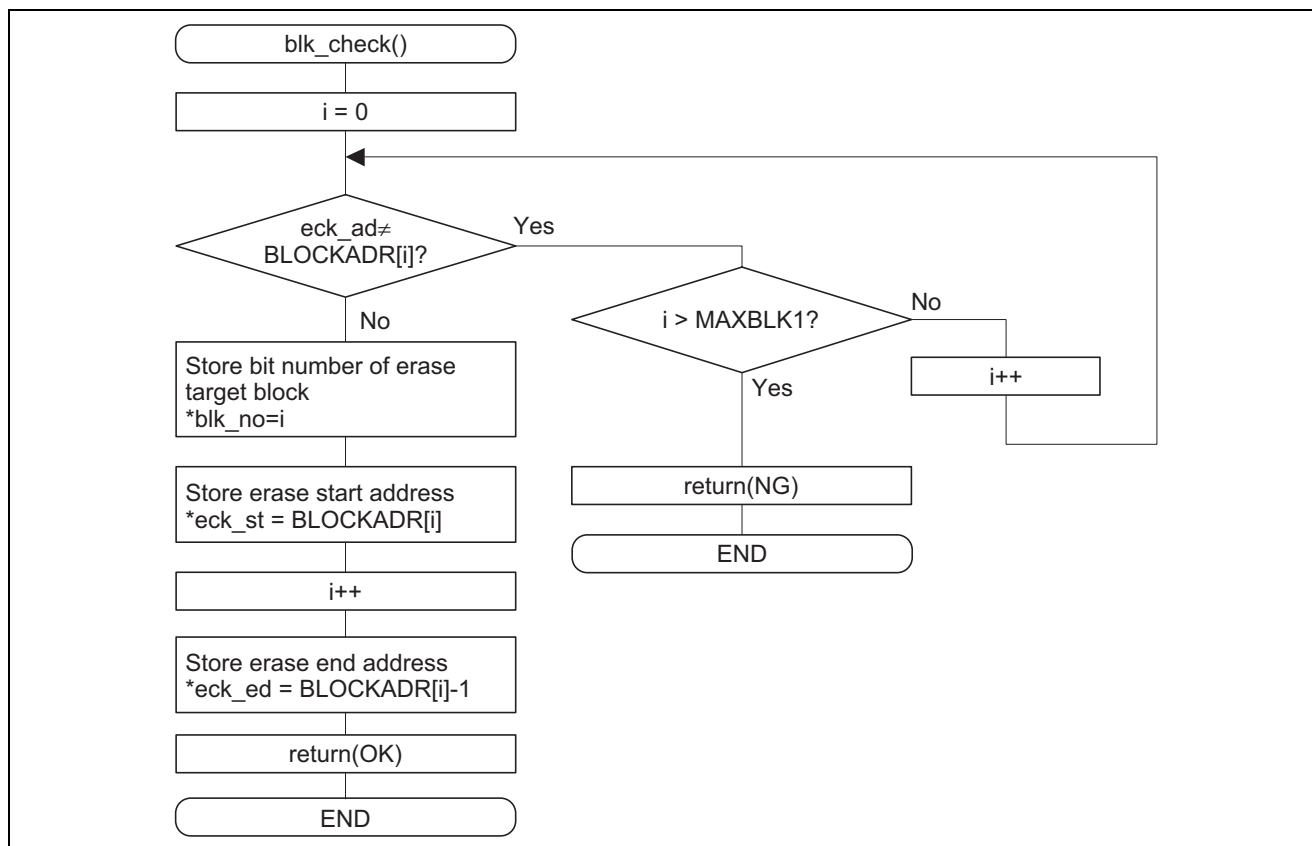 blk_check()
i = 0
eck_ad≠
BLOCKADR[i]?
Yes
No
Store bit number of erase
target block
*blk_no=i
Store erase start address
*eck_st = BLOCKADR[i]
i++
Store erase end address
*eck_ed = BLOCKADR[i]-1
return(OK)
END
i > MAXBLK1?
No
i++
Yes
return(NG)
END